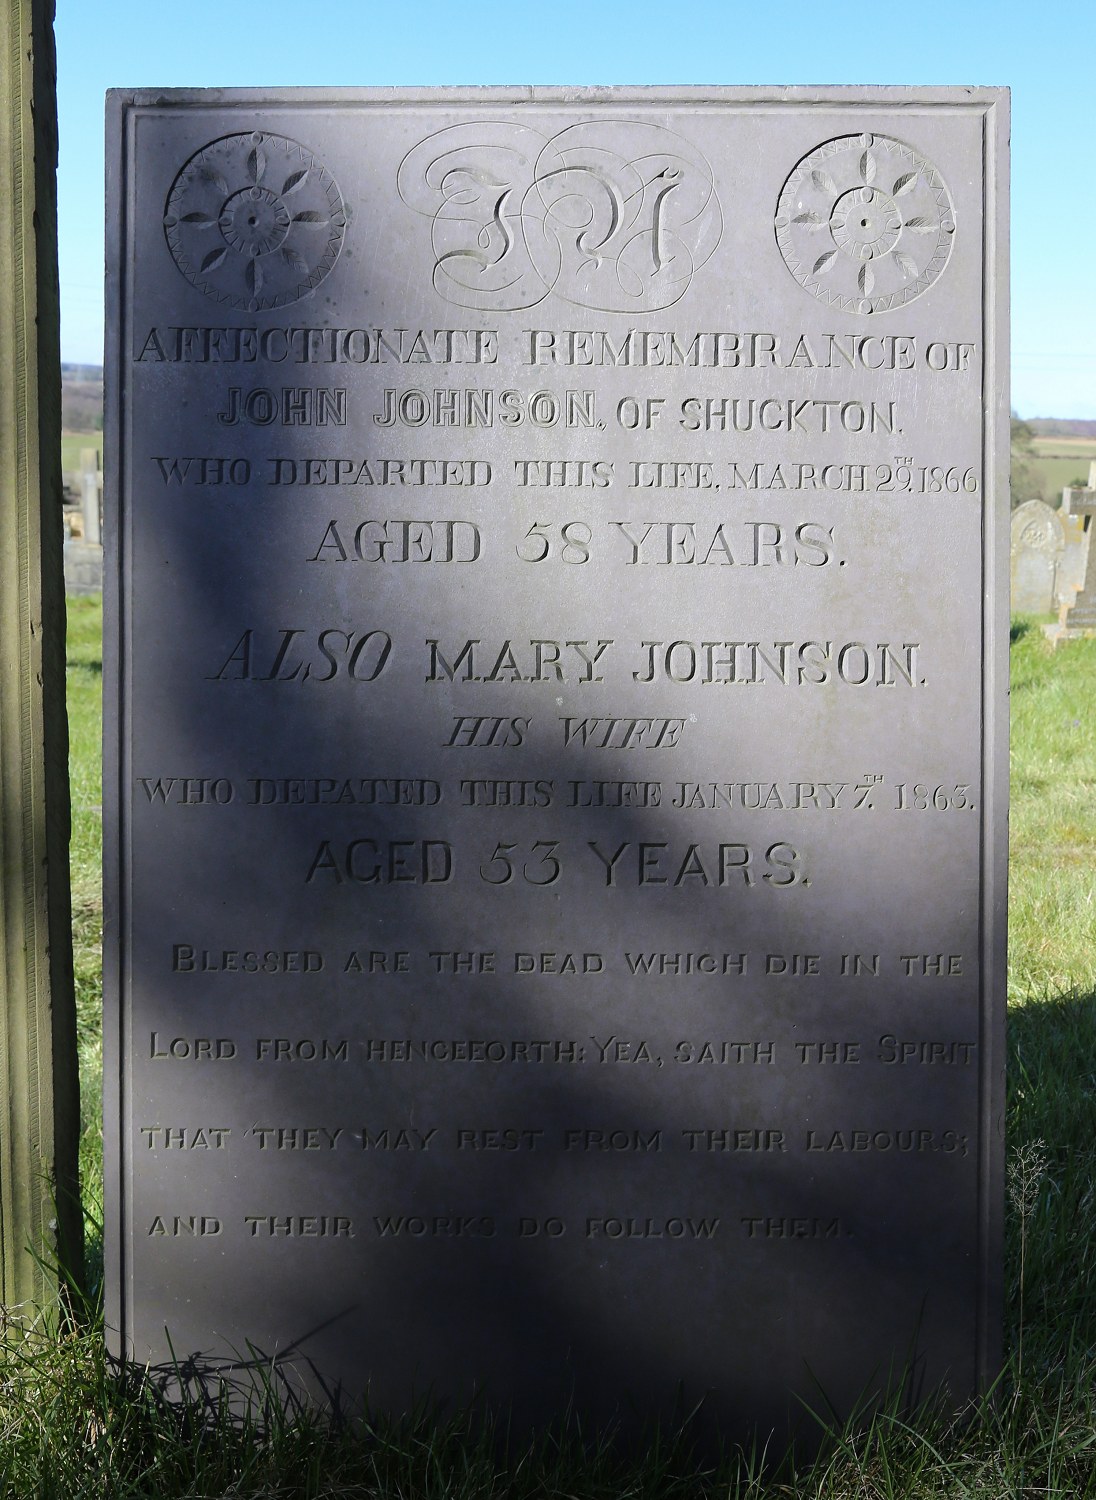 In
AFFECTIONATE REMEMBRANCE OF
JOHN JOHNSON, OF SHUCKTON.
WHO DEPARTED THIS LIFE, MARCH 29TH. 1866
AGED 58 YEARS.
ALSO MARY JOHNSON.
HIS WIFE
WHO DEPATED THIS LIFE JANUARY 7TH. 1863.
AGED 53 YEARS.
BLESSED ARE THE DEAD WHICH DIE IN THE
LORD FROM HENCEEORTH: YEA, SAITH THE SPIRIT
THAT THEY MAY REST FROM THEIR LABOURS;
AND THEIR WORKS DO FOLLOW THEM.